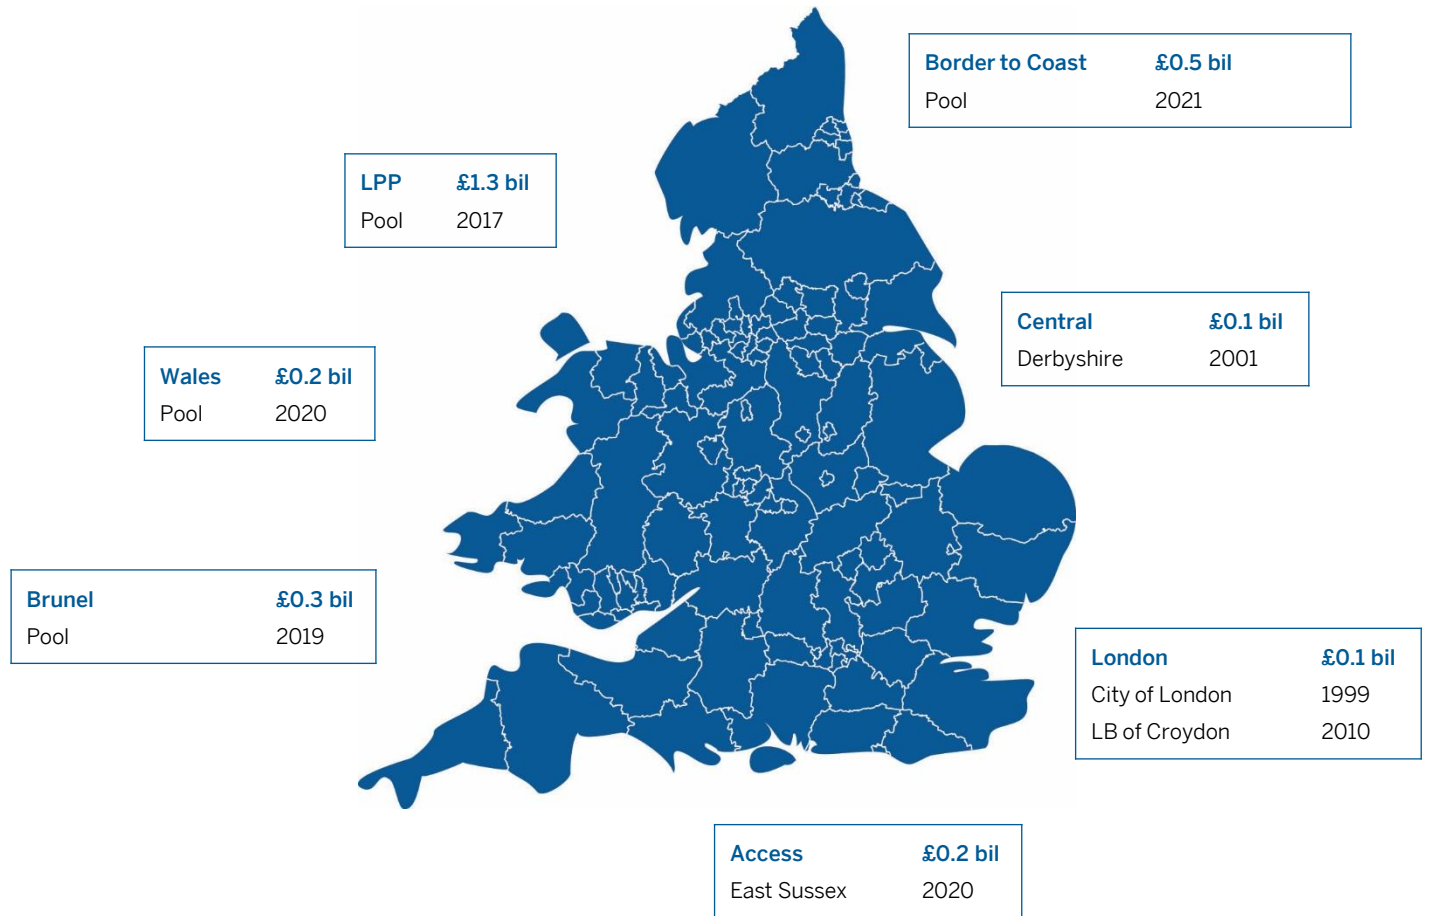 Border to Coast £0.5 bil
Pool 2021
LPP £1.3 bil
Pool 2017
Central £0.1 bil
Derbyshire 2001
Wales £0.2 bil
Pool 2020
Brunel £0.3 bil
Pool 2019
London £0.1 bil
City of London 1999
LB of Croydon 2010
Access £0.2 bil
East Sussex 2020